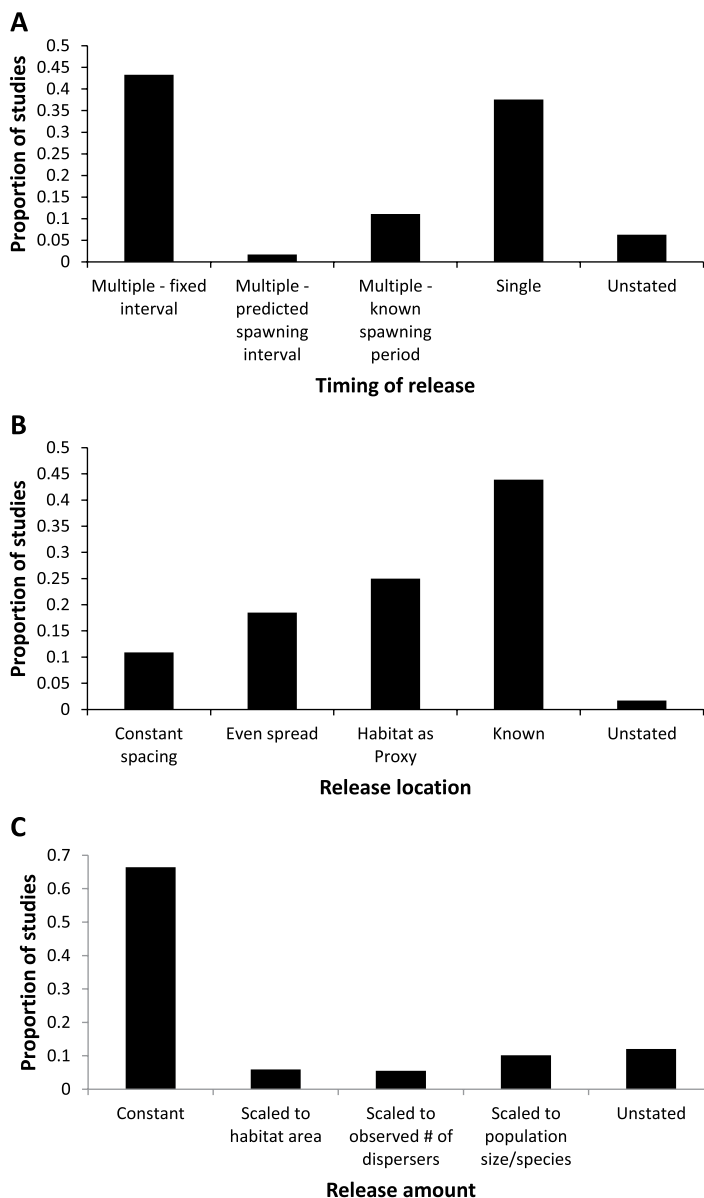 A
Proportion of studies
0.5
0.45
0.4
0.35
0.3
0.25
0.2
0.15
0.1
0.05
0
Multiple - fixed
interval
Multiple -
predicted
spawning
interval
Multiple -
known
spawning
period
Single
Unstated
Timing of release
B
Proportion of studies
0.5
0.45
0.4
0.35
0.3
0.25
0.2
0.15
0.1
0.05
0
Constant
spacing
Even spread
Habitat as
Proxy
Known
Unstated
Release location
C
Proportion of studies
0.7
0.6
0.5
0.4
0.3
0.2
0.1
0
Constant
Scaled to
habitat area
Scaled to
observed # of
dispersers
Scaled to
population
size/species
Unstated
Release amount